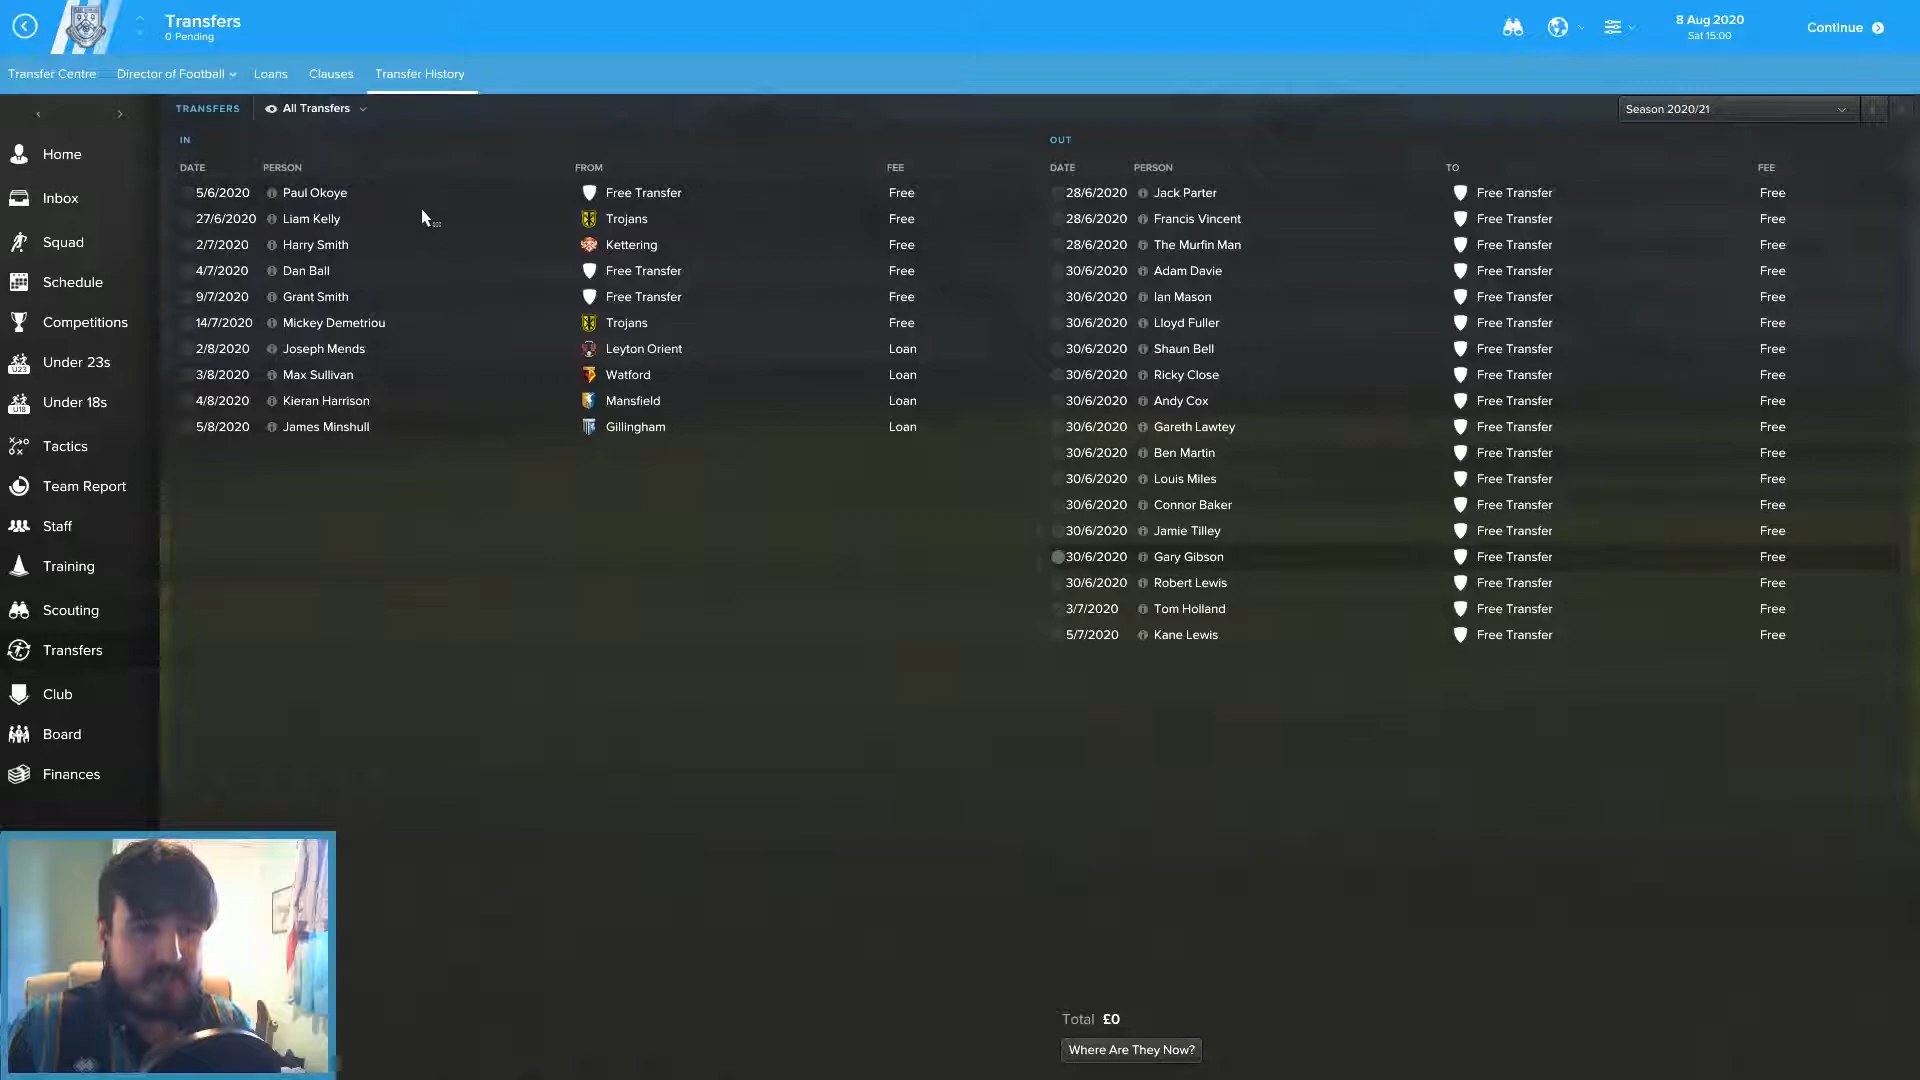 Transfers
0 Pending
8 Aug 2020
Sat 15:00
Continue
Transfer Centre Director of Football Loans Clauses Transfer History
TRANSFERS All Transfers Season 2020/21
Home
Inbox
Squad
Schedule
Competitions
U23 Under 23s
U18 Under 18s
Tactics
Team Report
Staff
Training
Scouting
Transfers
Club
Board
Finances
IN
DATE PERSON FROM FEE
5/6/2020 Paul Okoye Free Transfer Free
27/6/2020 Liam Kelly Trojans Free
2/7/2020 Harry Smith Kettering Free
4/7/2020 Dan Ball Free Transfer Free
9/7/2020 Grant Smith Free Transfer Free
14/7/2020 Mickey Demetriou Trojans Free
2/8/2020 Joseph Mends Leyton Orient Loan
3/8/2020 Max Sullivan Watford Loan
4/8/2020 Kieran Harrison Mansfield Loan
5/8/2020 James Minshull Gillingham Loan
OUT
DATE PERSON TO FEE
28/6/2020 Jack Parter Free Transfer Free
28/6/2020 Francis Vincent Free Transfer Free
28/6/2020 The Murfin Man Free Transfer Free
30/6/2020 Adam Davie Free Transfer Free
30/6/2020 Ian Mason Free Transfer Free
30/6/2020 Lloyd Fuller Free Transfer Free
30/6/2020 Shaun Bell Free Transfer Free
30/6/2020 Ricky Close Free Transfer Free
30/6/2020 Andy Cox Free Transfer Free
30/6/2020 Gareth Lawtey Free Transfer Free
30/6/2020 Ben Martin Free Transfer Free
30/6/2020 Louis Miles Free Transfer Free
30/6/2020 Connor Baker Free Transfer Free
30/6/2020 Jamie Tilley Free Transfer Free
30/6/2020 Gary Gibson Free Transfer Free
30/6/2020 Robert Lewis Free Transfer Free
3/7/2020 Tom Holland Free Transfer Free
5/7/2020 Kane Lewis Free Transfer Free
Total £0
Where Are They Now?